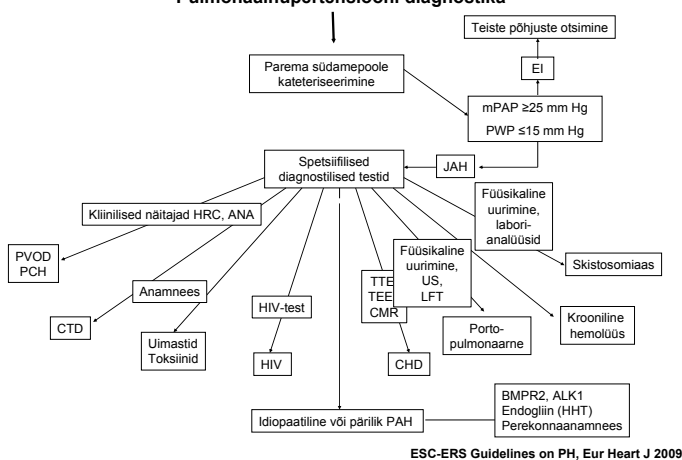 Pulmonaalhüpertensiooni diagnostika
Teiste põhjuste otsimine
Parema südamepoole
kateteriseerimine
EI
mPAP ≥25 mm Hg
PWP ≤15 mm Hg
Spetsiifilised
diagnostilised testid
JAH
Kliinilised näitajad HRC, ANA
Füüsikaline
uurimine,
labori-
analüüsid
PVOD
PCH
Füüsikaline
uurimine,
US,
LFT
Skistosomiaas
Anamnees
TTE
TEE
CMR
HIV-test
CTD
Uimastid
Toksiinid
Porto-
pulmonaarne
Krooniline
hemolüüs
HIV
CHD
Idiopaatiline või pärilik PAH
BMPR2, ALK1
Endogliin (HHT)
Perekonnaanamnees
ESC-ERS Guidelines on PH, Eur Heart J 2009